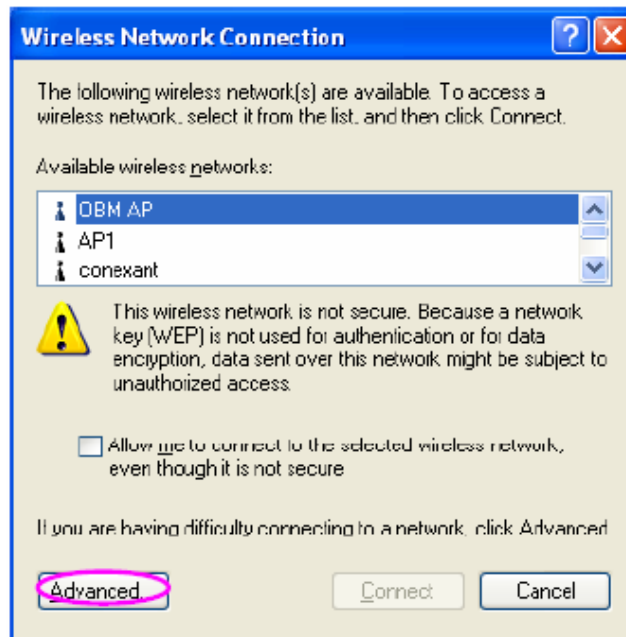 Wireless Network Connection
The following wireless network(s) are available. To access a
wireless network, select it from the list, and then click Connect.
Available wireless networks:
OBM AP
AP1
conexant
This wireless network is not secure. Because a network
key (WEP) is not used for authentication or for data
encryption, data sent over this network might be subject to
unauthorized access.
Allow me to connect to the selected wireless network,
even though it is not secure
If you are having difficulty connecting to a network, click Advanced
Advanced...
Connect
Cancel